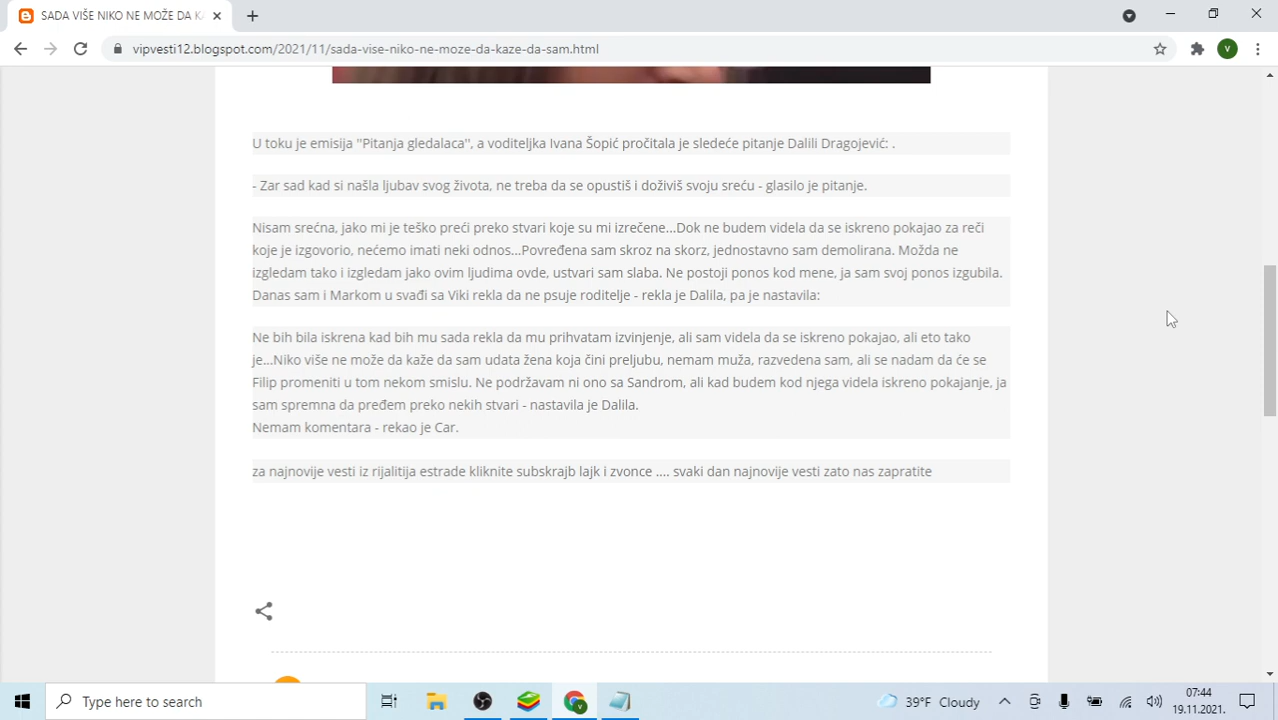 SADA VIŠE NIKO NE MOŽE DA KA
vipvesti12.blogspot.com/2021/11/sada-vise-niko-ne-moze-da-kaze-da-sam.html
V
U toku je emisija ''Pitanja gledalaca'', a voditeljka Ivana Šopić pročitala je sledeće pitanje Dalili Dragojević: .
- Zar sad kad si našla ljubav svog života, ne treba da se opustiš i doživiš svoju sreću - glasilo je pitanje.
Nisam srećna, jako mi je teško preći preko stvari koje su mi izrečene...Dok ne budem videla da se iskreno pokajao za reči
koje je izgovorio, nećemo imati neki odnos...Povređena sam skroz na skorz, jednostavno sam demolirana. Možda ne
izgledam tako i izgledam jako ovim ljudima ovde, ustvari sam slaba. Ne postoji ponos kod mene, ja sam svoj ponos izgubila.
Danas sam i Markom u svađi sa Viki rekla da ne psuje roditelje - rekla je Dalila, pa je nastavila:
Ne bih bila iskrena kad bih mu sada rekla da mu prihvatam izvinjenje, ali sam videla da se iskreno pokajao, ali eto tako
je...Niko više ne može da kaže da sam udata žena koja čini preljubu, nemam muža, razvedena sam, ali se nadam da će se
Filip promeniti u tom nekom smislu. Ne podržavam ni ono sa Sandrom, ali kad budem kod njega videla iskreno pokajanje, ja
sam spremna da pređem preko nekih stvari - nastavila je Dalila.
Nemam komentara - rekao je Car.
za najnovije vesti iz rijalitija estrade kliknite subskrajb lajk i zvonce .... svaki dan najnovije vesti zato nas zapratite
Type here to search
V
39°F Cloudy
07:44
19.11.2021.